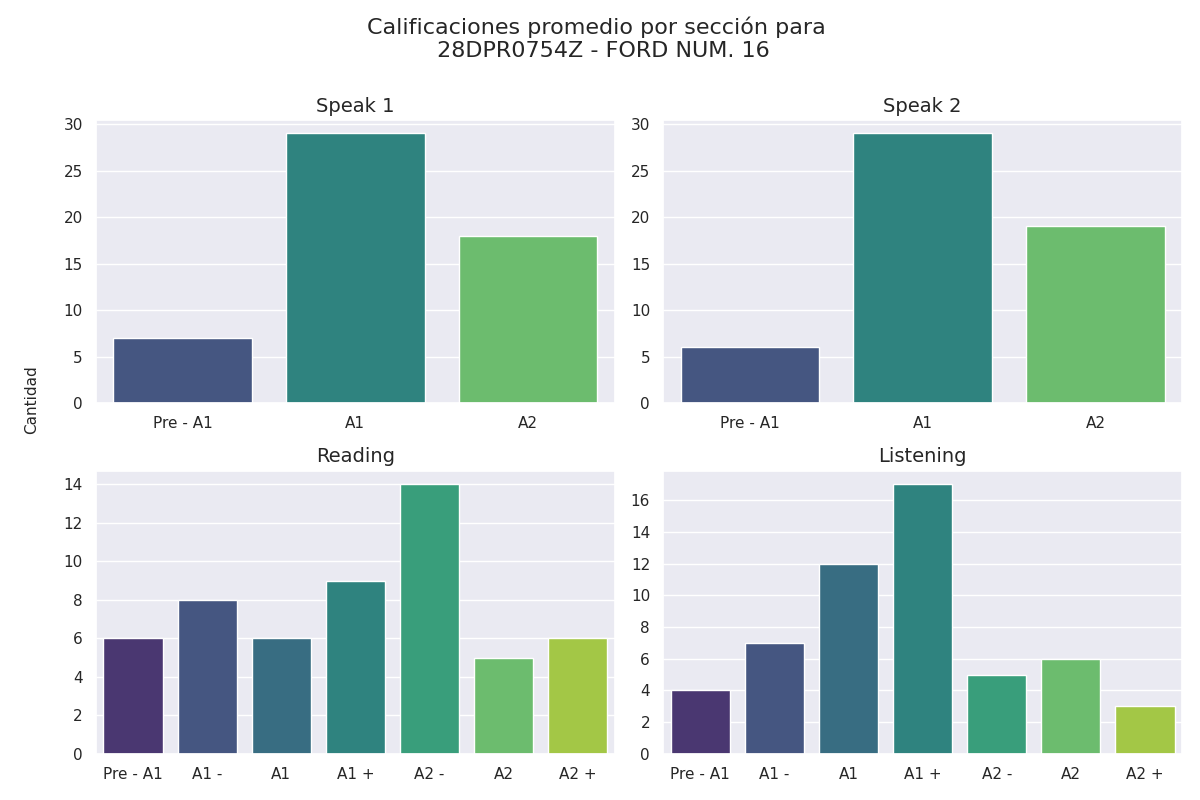 Calificaciones promedio por sección para
28DPR0754Z - FORD NUM. 16
Cantidad
Speak 1
30
25
20
15
10
5
0
Pre - A1 A1 A2
Speak 2
30
25
20
15
10
5
0
Pre - A1 A1 A2
Reading
14
12
10
8
6
4
2
0
Pre - A1 A1 - A1 A1 + A2 - A2 A2 +
Listening
16
14
12
10
8
6
4
2
0
Pre - A1 A1 - A1 A1 + A2 - A2 A2 +